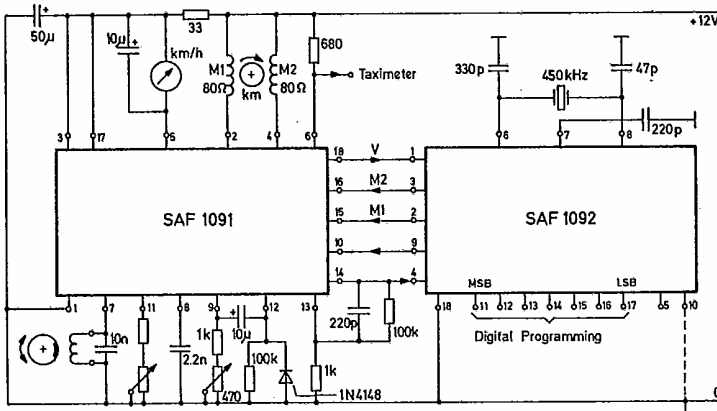 50µ
10µ
33
km/h
M1
80Ω
km
M2
80Ω
680
Taximeter
+12V
330p
450kHz
47p
220p
3
17
5
2
4
6
6
7
8
SAF 1091
18
V
1
16
M2
3
15
M1
2
10
9
14
4
SAF 1092
MSB
LSB
1
7
11
8
9
12
13
18
11
12
13
14
15
16
17
5
10
Digital Programming
10n
2.2n
1k
10µ
470
100k
1N4148
1k
220p
100k